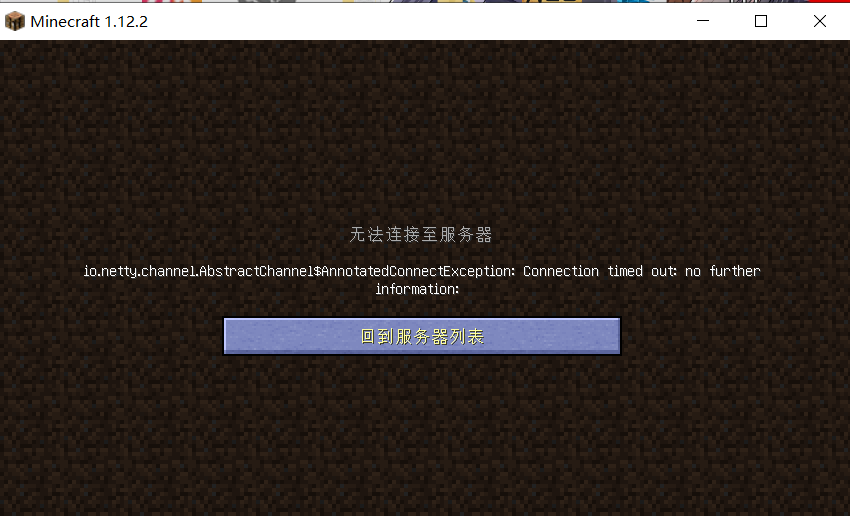 Minecraft 1.12.2
无法连接至服务器
io.netty.channel.AbstractChannel$AnnotatedConnectException: Connection timed out: no further
information:
回到服务器列表